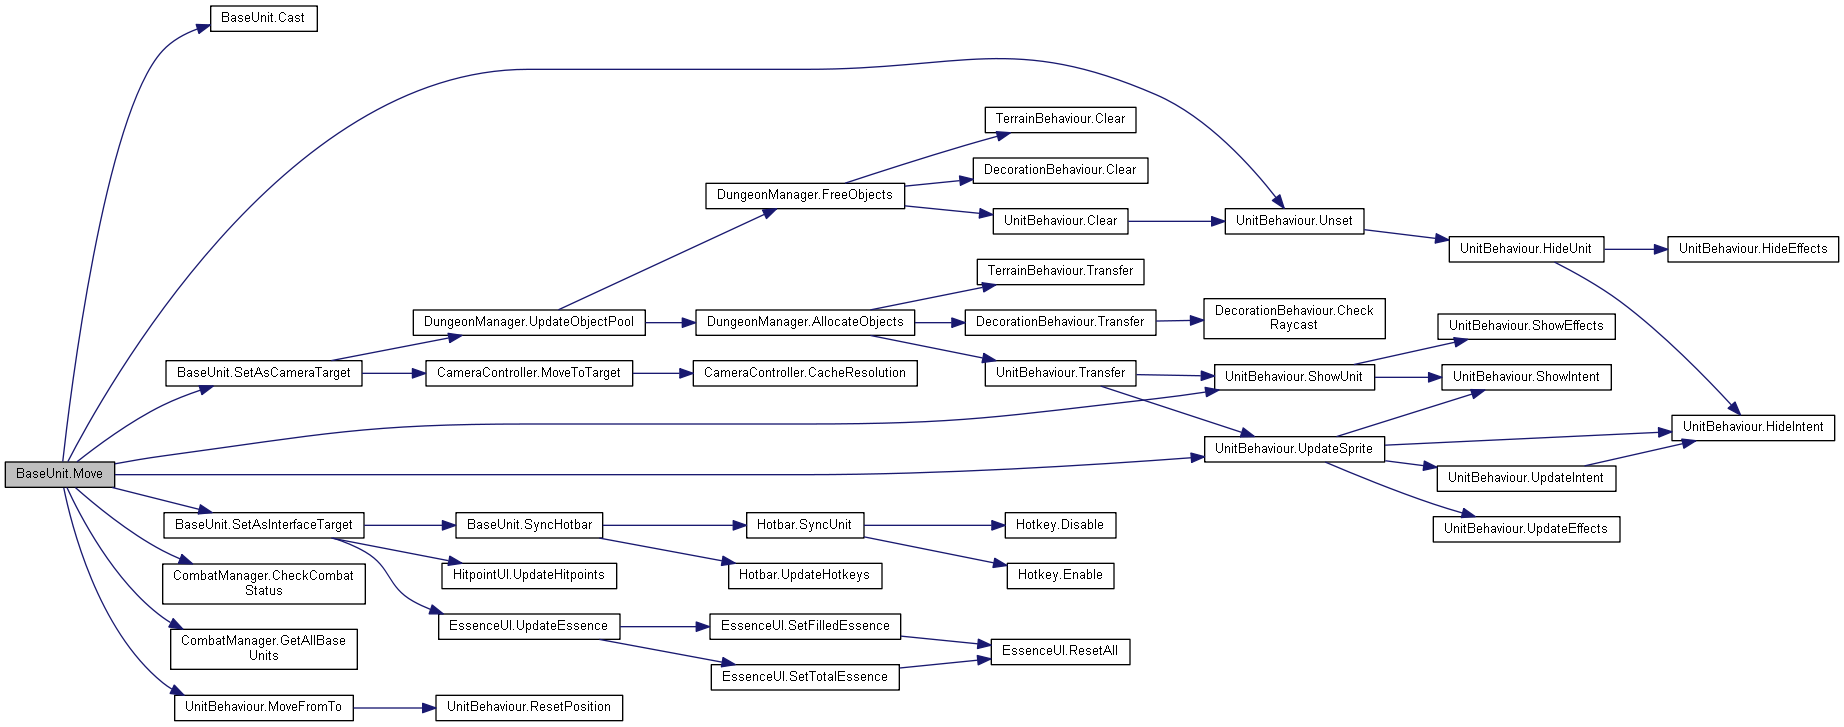 BaseUnit.Cast
TerrainBehaviour.Clear
DecorationBehaviour.Clear
DungeonManager.FreeObjects
UnitBehaviour.Clear
UnitBehaviour.Unset
UnitBehaviour.HideUnit
UnitBehaviour.HideEffects
TerrainBehaviour.Transfer
DungeonManager.UpdateObjectPool
DungeonManager.AllocateObjects
DecorationBehaviour.Transfer
DecorationBehaviour.Check
Raycast
UnitBehaviour.ShowEffects
BaseUnit.SetAsCameraTarget
CameraController.MoveToTarget
CameraController.CacheResolution
UnitBehaviour.Transfer
UnitBehaviour.ShowUnit
UnitBehaviour.ShowIntent
UnitBehaviour.HideIntent
UnitBehaviour.UpdateSprite
BaseUnit.Move
UnitBehaviour.UpdateIntent
BaseUnit.SetAsInterfaceTarget
BaseUnit.SyncHotbar
Hotbar.SyncUnit
Hotkey.Disable
UnitBehaviour.UpdateEffects
CombatManager.CheckCombat
Status
HitpointUI.UpdateHitpoints
Hotbar.UpdateHotkeys
Hotkey.Enable
EssenceUI.UpdateEssence
EssenceUI.SetFilledEssence
CombatManager.GetAllBase
Units
EssenceUI.ResetAll
EssenceUI.SetTotalEssence
UnitBehaviour.MoveFromTo
UnitBehaviour.ResetPosition